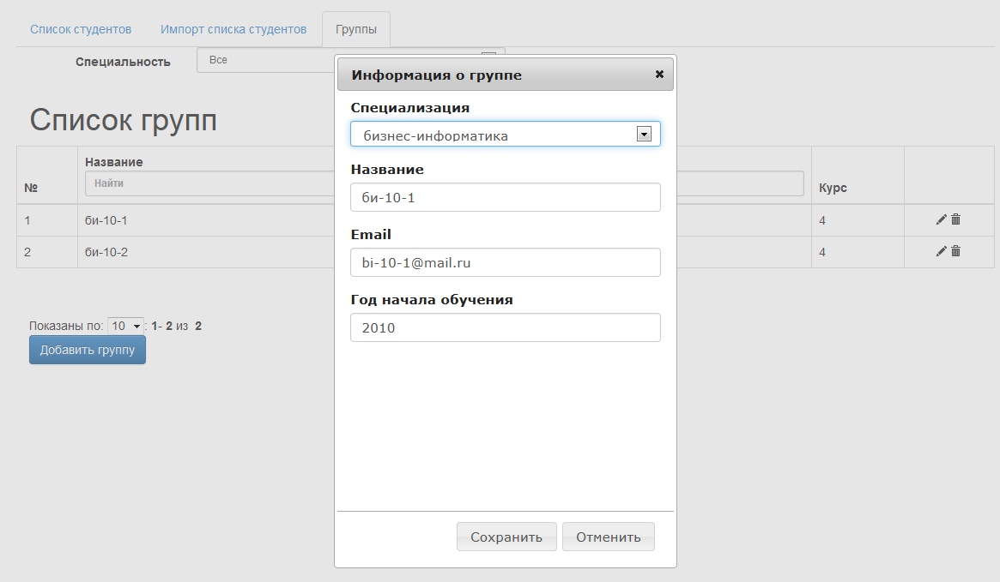 Список студентов Импорт списка студентов Группы
Специальность Все
Список групп
№ Название Курс
Найти
1 би-10-1 4
2 би-10-2 4
Показаны по: 10 : 1- 2 из 2
Добавить группу
Информация о группе
Специализация
бизнес-информатика
Название
би-10-1
Email
bi-10-1@mail.ru
Год начала обучения
2010
Сохранить Отменить